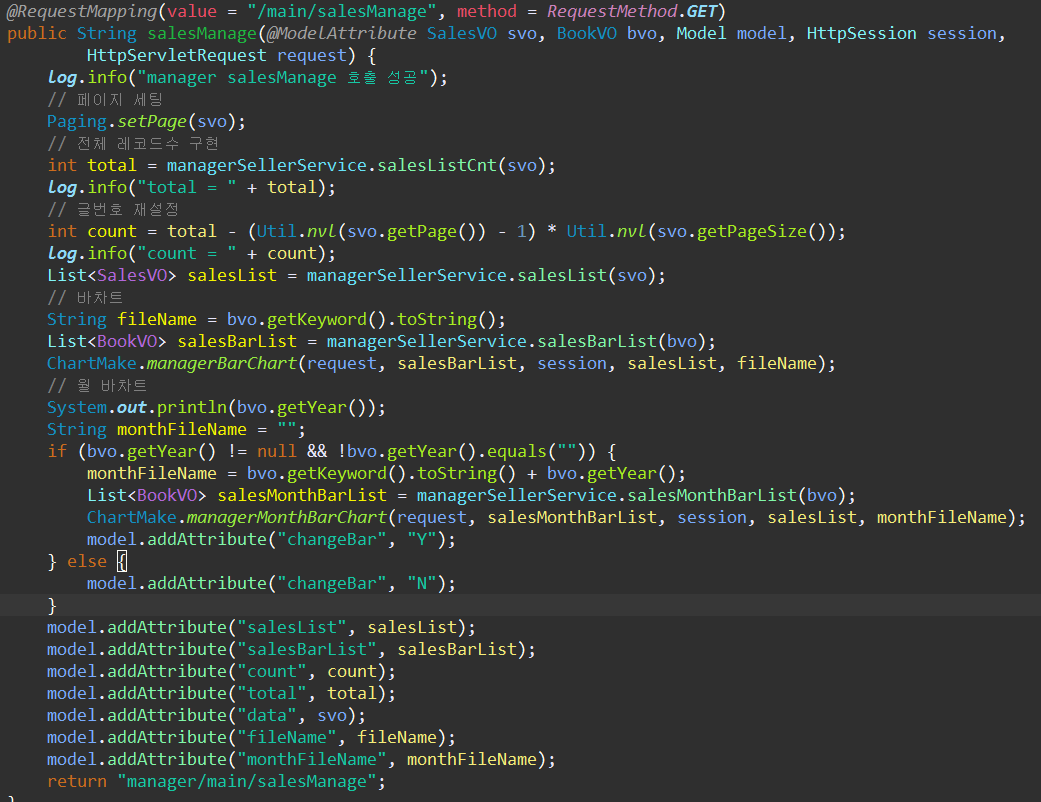 @RequestMapping(value = "/main/salesManage", method = RequestMethod.GET)
public String salesManage(@ModelAttribute SalesVO svo, BookVO bvo, Model model, HttpSession session,
HttpServletRequest request) {
log.info("manager salesManage 호출 성공");
// 페이지 세팅
Paging.setPage(svo);
// 전체 레코드수 구현
int total = managerSellerService.salesListCnt(svo);
log.info("total = " + total);
// 글번호 재설정
int count = total - (Util.nvl(svo.getPage()) - 1) * Util.nvl(svo.getPageSize());
log.info("count = " + count);
List<SalesVO> salesList = managerSellerService.salesList(svo);
// 바차트
String fileName = bvo.getKeyword().toString();
List<BookVO> salesBarList = managerSellerService.salesBarList(bvo);
ChartMake.managerBarChart(request, salesBarList, session, salesList, fileName);
// 월 바차트
System.out.println(bvo.getYear());
String monthFileName = "";
if (bvo.getYear() != null && !bvo.getYear().equals("")) {
monthFileName = bvo.getKeyword().toString() + bvo.getYear();
List<BookVO> salesMonthBarList = managerSellerService.salesMonthBarList(bvo);
ChartMake.managerMonthBarChart(request, salesMonthBarList, session, salesList, monthFileName);
model.addAttribute("changeBar", "Y");
} else {
model.addAttribute("changeBar", "N");
}
model.addAttribute("salesList", salesList);
model.addAttribute("salesBarList", salesBarList);
model.addAttribute("count", count);
model.addAttribute("total", total);
model.addAttribute("data", svo);
model.addAttribute("fileName", fileName);
model.addAttribute("monthFileName", monthFileName);
return "manager/main/salesManage";
}